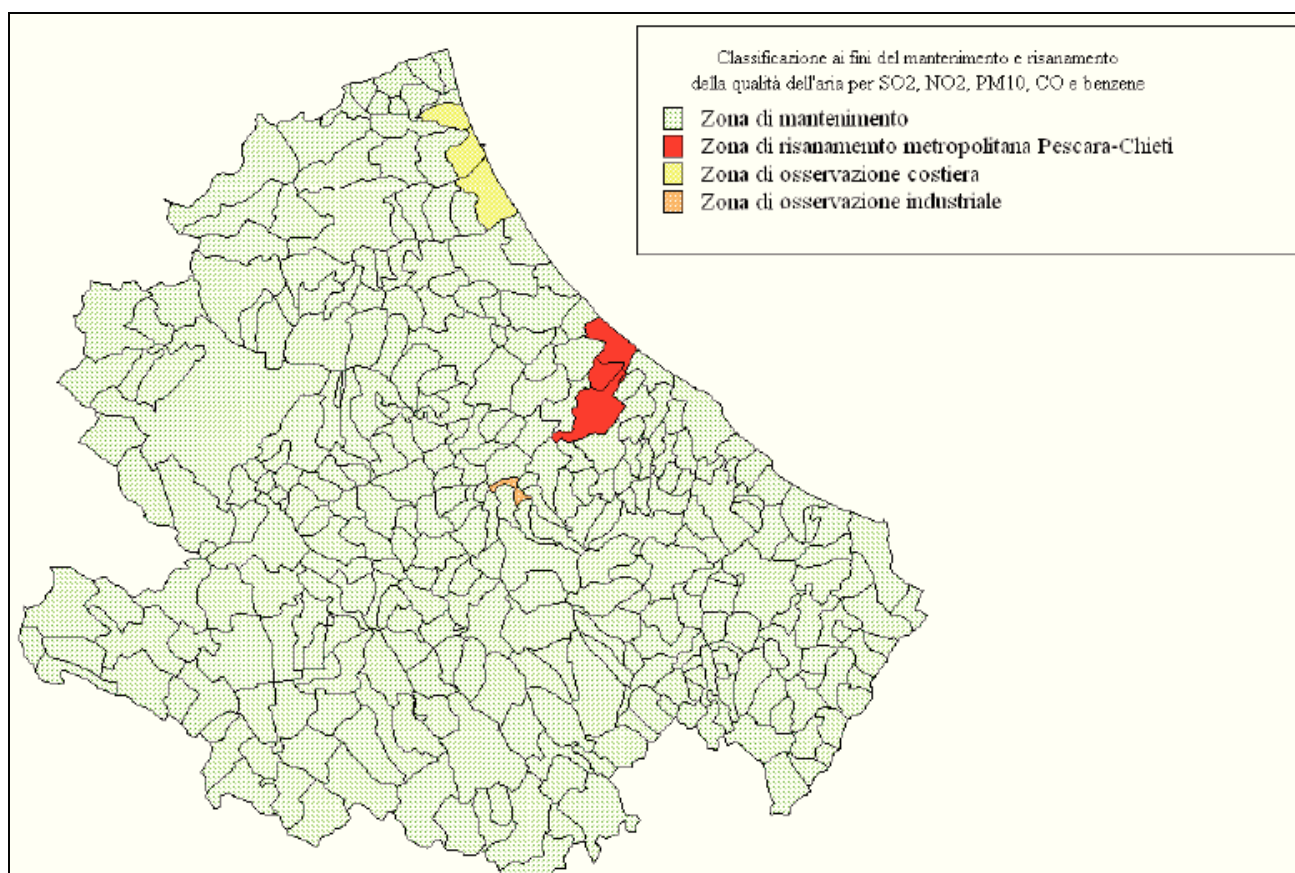 Classificazione ai fini del mantenimento e risanamento
della qualità dell'aria per SO2, NO2, PM10, CO e benzene
Zona di mantenimento
Zona di risanamemto metropolitana Pescara-Chieti
Zona di osservazione costiera
Zona di osservazione industriale